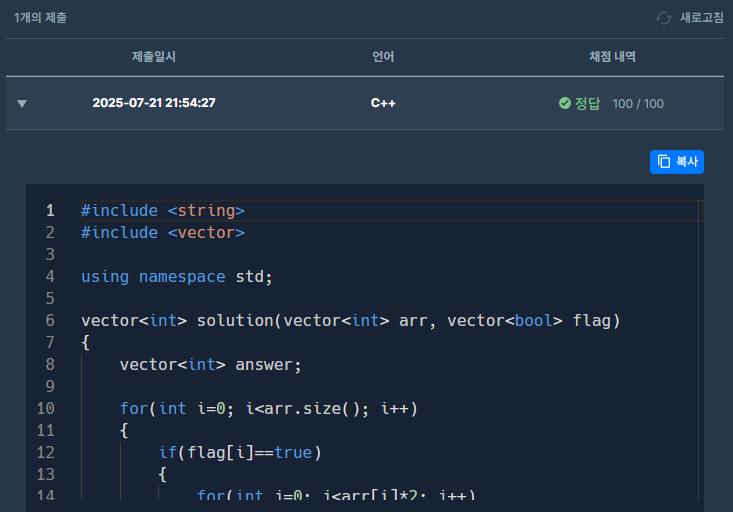 1개의 제출 새로고침
제출일시 언어 채점 내역
▼ 2025-07-21 21:54:27 C++ 정답 100 / 100
복사
1 #include <string>
2 #include <vector>
3
4 using namespace std;
5
6 vector<int> solution(vector<int> arr, vector<bool> flag)
7 {
8     vector<int> answer;
9
10     for(int i=0; i<arr.size(); i++)
11     {
12         if(flag[i]==true)
13         {
14             for(int j=0; j<arr[i]*2; j++)